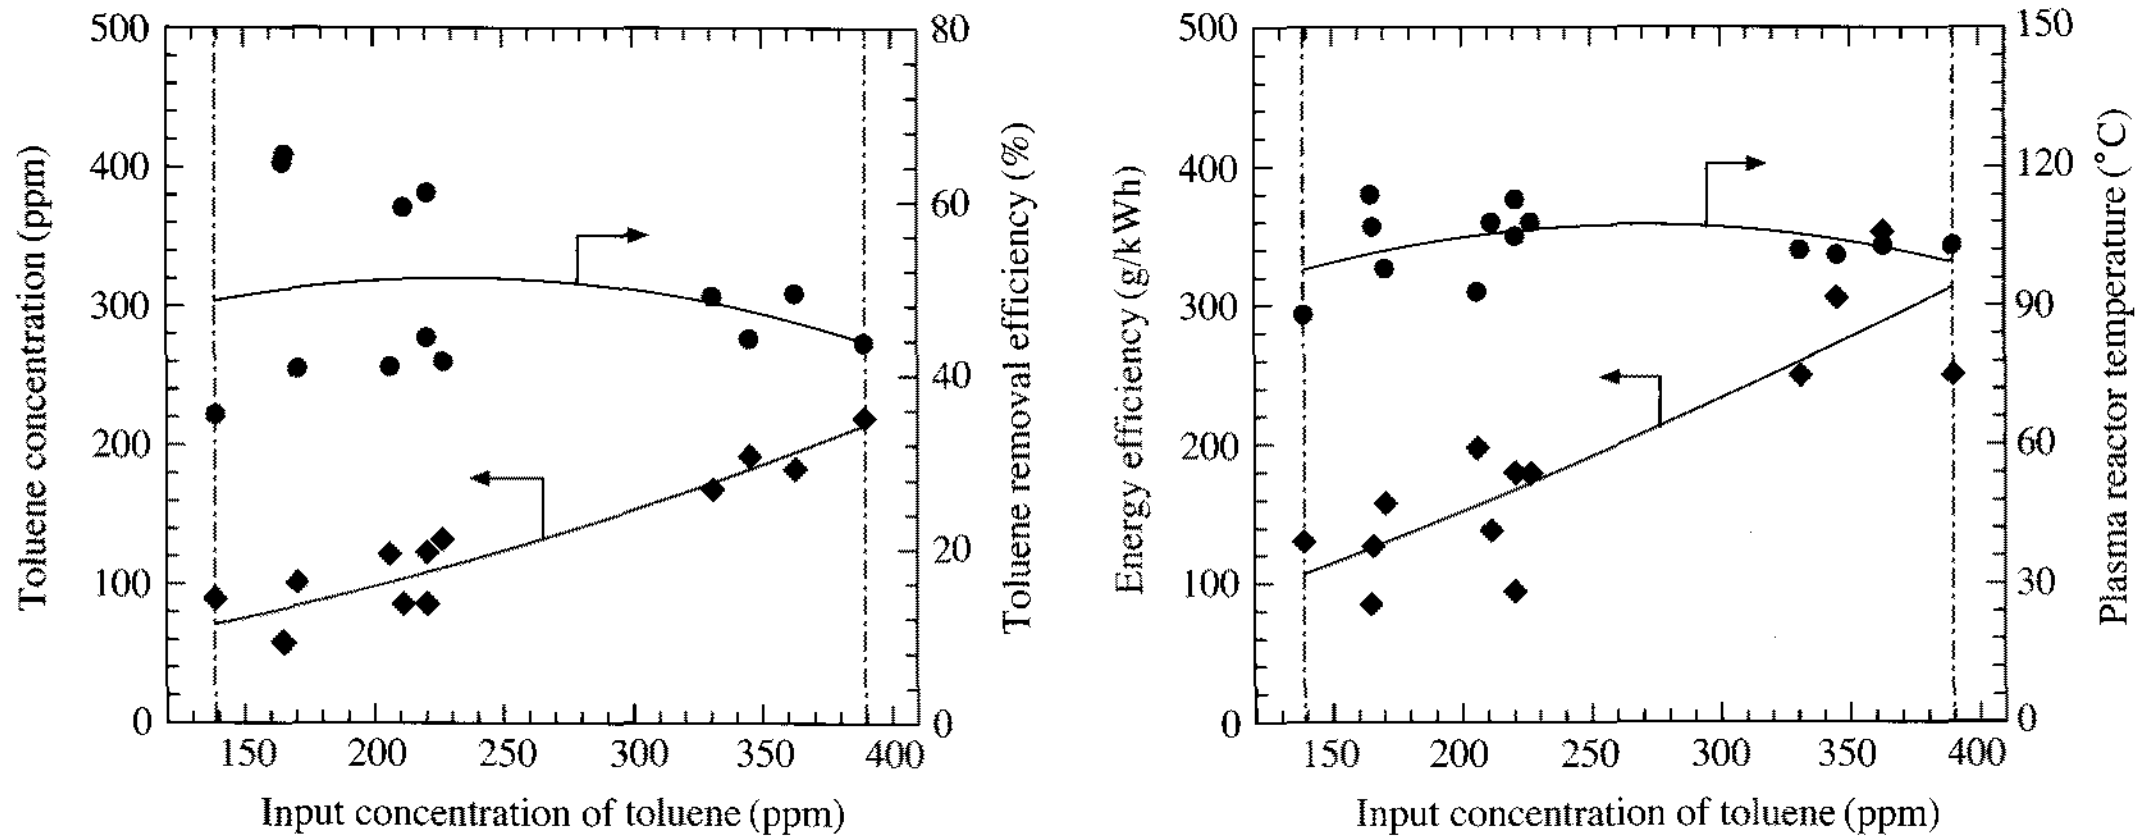 500
400
300
200
100
0
Toluene concentration (ppm)
80
60
40
20
0
Toluene removal efficiency (%)
150 200 250 300 350 400
Input concentration of toluene (ppm)
500
400
300
200
100
0
Energy efficiency (g/kWh)
150
120
90
60
30
0
Plasma reactor temperature (°C)
150 200 250 300 350 400
Input concentration of toluene (ppm)